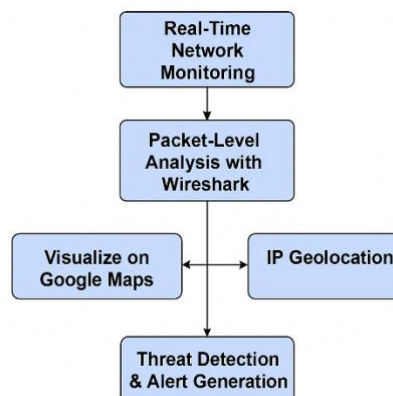 Real-Time
Network
Monitoring
Packet-Level
Analysis with
Wireshark
Visualize on
Google Maps
IP Geolocation
Threat Detection
& Alert Generation